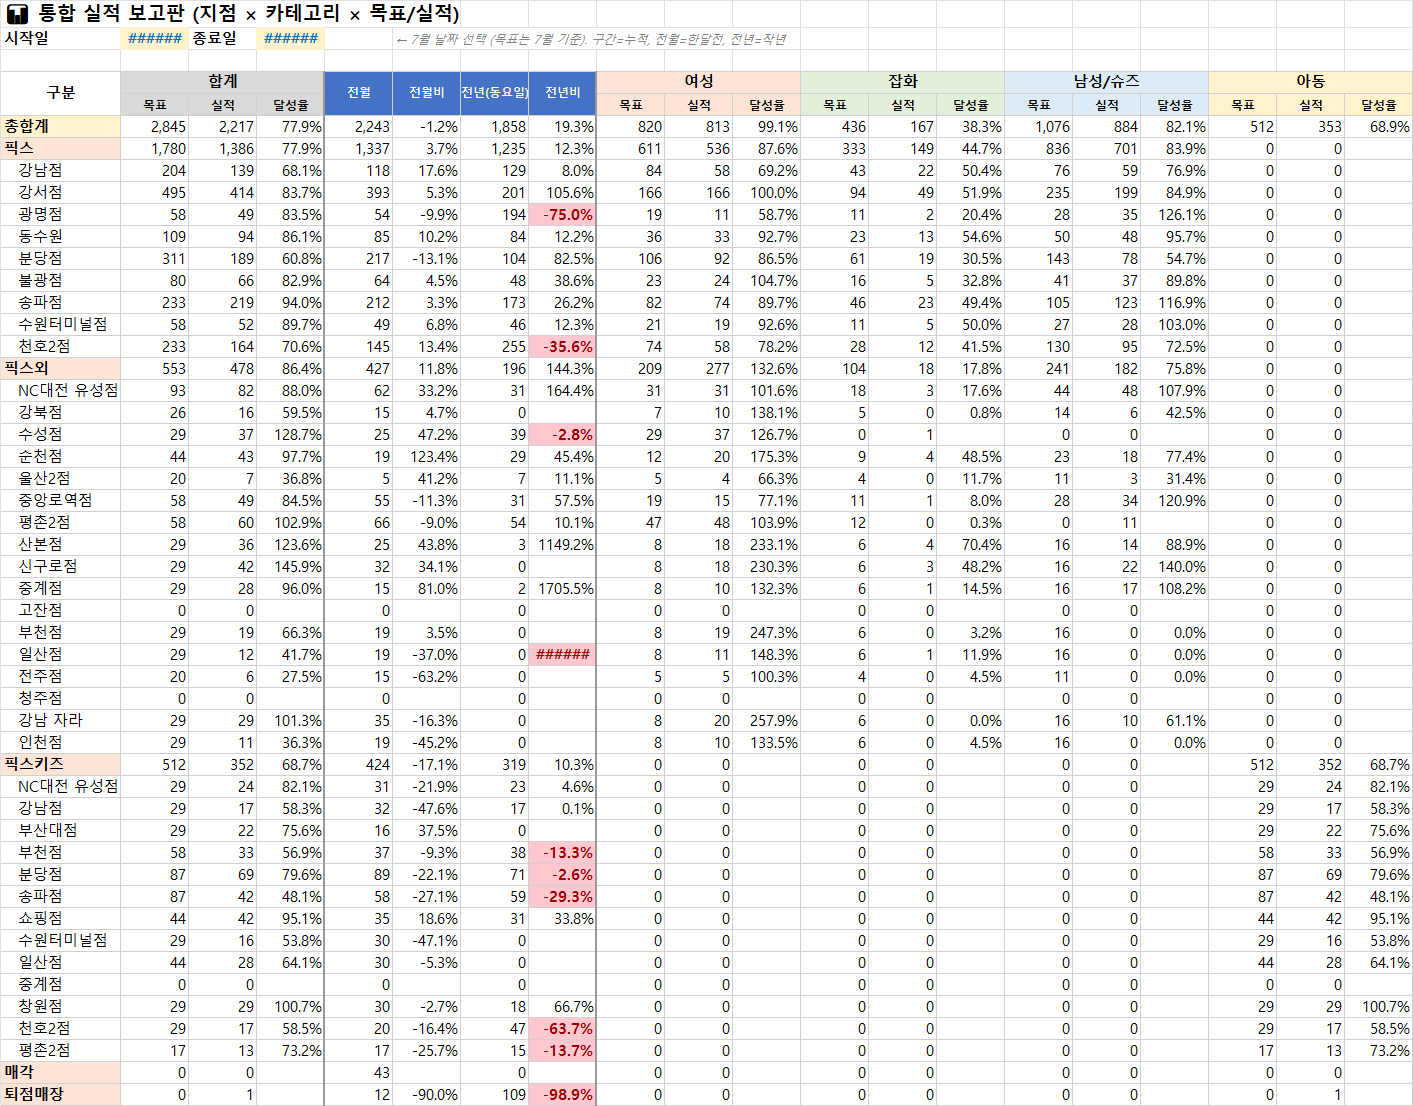 통합 실적 보고판 (지점 × 카테고리 × 목표/실적)
시작일 ###### 종료일 ###### ← 7월 날짜 선택 (목표는 7월 기준). 구간=누적, 전월=한달전, 전년=작년
구분 합계 전월 전월비 전년(동요일) 전년비 여성 잡화 남성/슈즈 아동
목표 실적 달성율 목표 실적 달성율 목표 실적 달성율 목표 실적 달성율 목표 실적 달성율
총합계 2,845 2,217 77.9% 2,243 -1.2% 1,858 19.3% 820 813 99.1% 436 167 38.3% 1,076 884 82.1% 512 353 68.9%
픽스 1,780 1,386 77.9% 1,337 3.7% 1,235 12.3% 611 536 87.6% 333 149 44.7% 836 701 83.9% 0 0
강남점 204 139 68.1% 118 17.6% 129 8.0% 84 58 69.2% 43 22 50.4% 76 59 76.9% 0 0
강서점 495 414 83.7% 393 5.3% 201 105.6% 166 166 100.0% 94 49 51.9% 235 199 84.9% 0 0
광명점 58 49 83.5% 54 -9.9% 194 -75.0% 19 11 58.7% 11 2 20.4% 28 35 126.1% 0 0
동수원 109 94 86.1% 85 10.2% 84 12.2% 36 33 92.7% 23 13 54.6% 50 48 95.7% 0 0
분당점 311 189 60.8% 217 -13.1% 104 82.5% 106 92 86.5% 61 19 30.5% 143 78 54.7% 0 0
불광점 80 66 82.9% 64 4.5% 48 38.6% 23 24 104.7% 16 5 32.8% 41 37 89.8% 0 0
송파점 233 219 94.0% 212 3.3% 173 26.2% 82 74 89.7% 46 23 49.4% 105 123 116.9% 0 0
수원터미널점 58 52 89.7% 49 6.8% 46 12.3% 21 19 92.6% 11 5 50.0% 27 28 103.0% 0 0
천호2점 233 164 70.6% 145 13.4% 255 -35.6% 74 58 78.2% 28 12 41.5% 130 95 72.5% 0 0
픽스외 553 478 86.4% 427 11.8% 196 144.3% 209 277 132.6% 104 18 17.8% 241 182 75.8% 0 0
NC대전 유성점 93 82 88.0% 62 33.2% 31 164.4% 31 31 101.6% 18 3 17.6% 44 48 107.9% 0 0
강북점 26 16 59.5% 15 4.7% 0 7 10 138.1% 5 0 0.8% 14 6 42.5% 0 0
수성점 29 37 128.7% 25 47.2% 39 -2.8% 29 37 126.7% 0 1 0 0 0 0
순천점 44 43 97.7% 19 123.4% 29 45.4% 12 20 175.3% 9 4 48.5% 23 18 77.4% 0 0
울산2점 20 7 36.8% 5 41.2% 7 11.1% 5 4 66.3% 4 0 11.7% 11 3 31.4% 0 0
중앙로역점 58 49 84.5% 55 -11.3% 31 57.5% 19 15 77.1% 11 1 8.0% 28 34 120.9% 0 0
평촌2점 58 60 102.9% 66 -9.0% 54 10.1% 47 48 103.9% 12 0 0.3% 0 11 0 0
산본점 29 36 123.6% 25 43.8% 3 1149.2% 8 18 233.1% 6 4 70.4% 16 14 88.9% 0 0
신구로점 29 42 145.9% 32 34.1% 0 8 18 230.3% 6 3 48.2% 16 22 140.0% 0 0
중계점 29 28 96.0% 15 81.0% 2 1705.5% 8 10 132.3% 6 1 14.5% 16 17 108.2% 0 0
고잔점 0 0 0 0 0 0 0 0 0 0 0 0
부천점 29 19 66.3% 19 3.5% 0 8 19 247.3% 6 0 3.2% 16 0 0.0% 0 0
일산점 29 12 41.7% 19 -37.0% 0 ###### 8 11 148.3% 6 1 11.9% 16 0 0.0% 0 0
전주점 20 6 27.5% 15 -63.2% 0 5 5 100.3% 4 0 4.5% 11 0 0.0% 0 0
청주점 0 0 0 0 0 0 0 0 0 0 0 0
강남 자라 29 29 101.3% 35 -16.3% 0 8 20 257.9% 6 0 0.0% 16 10 61.1% 0 0
인천점 29 11 36.3% 19 -45.2% 0 8 10 133.5% 6 0 4.5% 16 0 0.0% 0 0
픽스키즈 512 352 68.7% 424 -17.1% 319 10.3% 0 0 0 0 0 0 512 352 68.7%
NC대전 유성점 29 24 82.1% 31 -21.9% 23 4.6% 0 0 0 0 0 0 29 24 82.1%
강남점 29 17 58.3% 32 -47.6% 17 0.1% 0 0 0 0 0 0 29 17 58.3%
부산대점 29 22 75.6% 16 37.5% 0 0 0 0 0 0 0 29 22 75.6%
부천점 58 33 56.9% 37 -9.3% 38 -13.3% 0 0 0 0 0 0 58 33 56.9%
분당점 87 69 79.6% 89 -22.1% 71 -2.6% 0 0 0 0 0 0 87 69 79.6%
송파점 87 42 48.1% 58 -27.1% 59 -29.3% 0 0 0 0 0 0 87 42 48.1%
쇼핑점 44 42 95.1% 35 18.6% 31 33.8% 0 0 0 0 0 0 44 42 95.1%
수원터미널점 29 16 53.8% 30 -47.1% 0 0 0 0 0 0 0 29 16 53.8%
일산점 44 28 64.1% 30 -5.3% 0 0 0 0 0 0 0 44 28 64.1%
중계점 0 0 0 0 0 0 0 0 0 0 0 0
창원점 29 29 100.7% 30 -2.7% 18 66.7% 0 0 0 0 0 0 29 29 100.7%
천호2점 29 17 58.5% 20 -16.4% 47 -63.7% 0 0 0 0 0 0 29 17 58.5%
평촌2점 17 13 73.2% 17 -25.7% 15 -13.7% 0 0 0 0 0 0 17 13 73.2%
매각 0 0 43 0 0 0 0 0 0 0 0
퇴점매장 0 1 12 -90.0% 109 -98.9% 0 0 0 0 0 0 0 1